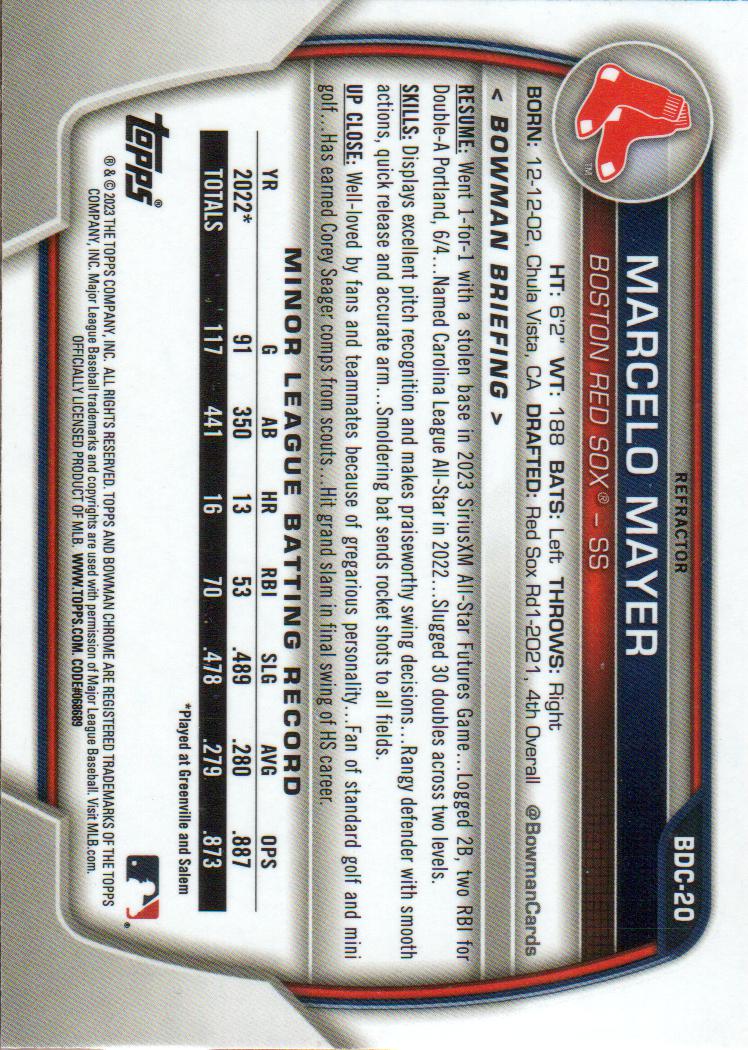 REFRACTOR
BDC-20
MARCELO MAYER
BOSTON RED SOX® – SS
TM
HT: 6'2" WT: 188 BATS: Left THROWS: Right
BORN: 12-12-02, Chula Vista, CA DRAFTED: Red Sox Rd1-2021, 4th Overall @BowmanCards
< BOWMAN BRIEFING >
RESUME: Went 1-for-1 with a stolen base in 2023 SiriusXM All-Star Futures Game...Logged 2B, two RBI for
Double-A Portland, 6/4...Named Carolina League All-Star in 2022...Slugged 30 doubles across two levels.
SKILLS: Displays excellent pitch recognition and makes praiseworthy swing decisions...Rangy defender with smooth
actions, quick release and accurate arm...Smoldering bat sends rocket shots to all fields.
UP CLOSE: Well-loved by fans and teammates because of gregarious personality...Fan of standard golf and mini
golf...Has earned Corey Seager comps from scouts...Hit grand slam in final swing of HS career.
MINOR LEAGUE BATTING RECORD
YR G AB HR RBI SLG AVG OPS
2022* 91 350 13 53 .489 .280 .887
TOTALS 117 441 16 70 .478 .279 .873
*Played at Greenville and Salem
topps®
® & © 2023 THE TOPPS COMPANY, INC. ALL RIGHTS RESERVED. TOPPS AND BOWMAN CHROME ARE REGISTERED TRADEMARKS OF THE TOPPS
COMPANY, INC. Major League Baseball trademarks and copyrights are used with permission of Major League Baseball. Visit MLB.com.
OFFICIALLY LICENSED PRODUCT OF MLB. WWW.TOPPS.COM. CODE#068689
®